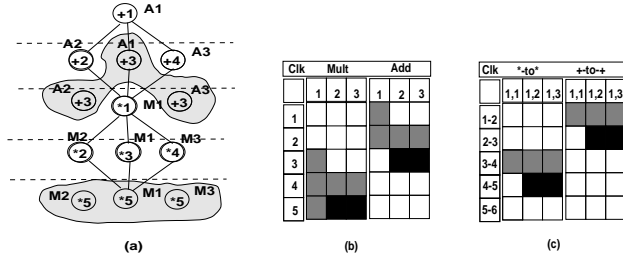 +1 A1
A2 A1 A3
+2 +3 +4
A2 A3
+3 *1 M1 +3
M2 M1 M3
*2 *3 *4
M2 M1 M3
*5 *5 *5
(a)
Clk Mult Add
1 2 3 1 2 3
1
2
3
4
5
(b)
Clk *-to* +-to-+
1,1 1,2 1,3 1,1 1,2 1,3
1-2
2-3
3-4
4-5
5-6
(c)